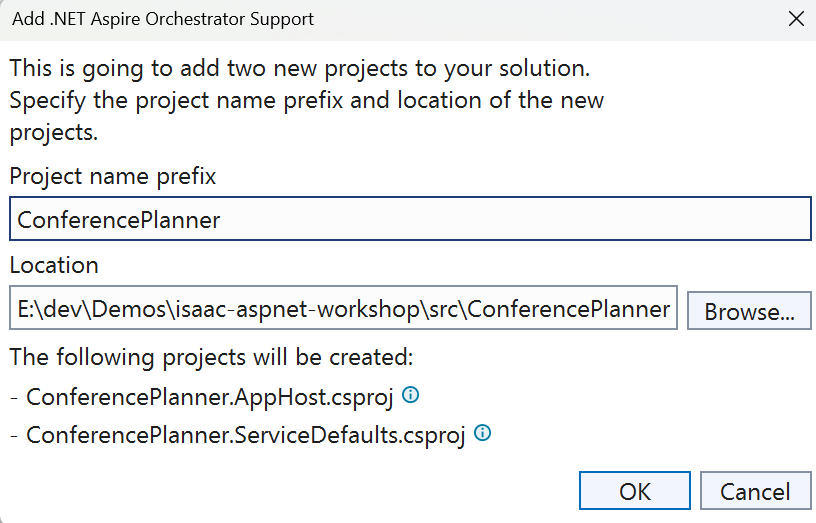 Add .NET Aspire Orchestrator Support
This is going to add two new projects to your solution.
Specify the project name prefix and location of the new
projects.
Project name prefix
ConferencePlanner
Location
E:\dev\Demos\isaac-aspnet-workshop\src\ConferencePlanner
Browse...
The following projects will be created:
- ConferencePlanner.AppHost.csproj
- ConferencePlanner.ServiceDefaults.csproj
OK
Cancel